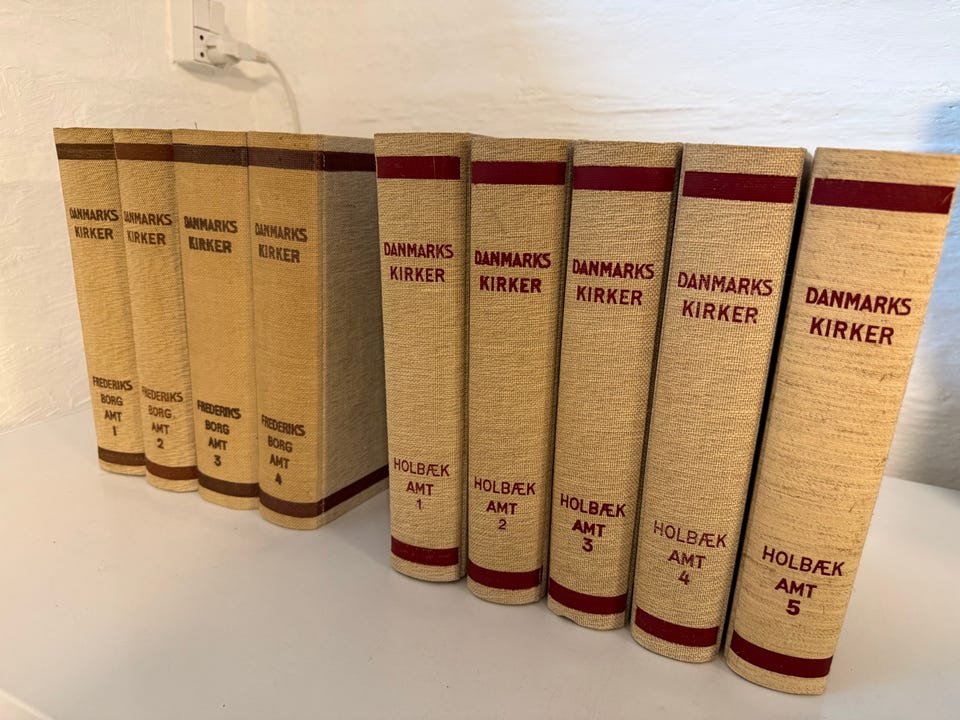 DANMARKS
KIRKER
FREDERIKS
BORG
AMT
1
DANMARKS
KIRKER
FREDERIKS
BORG
AMT
2
DANMARKS
KIRKER
FREDERIKS
BORG
AMT
3
DANMARKS
KIRKER
FREDERIKS
BORG
AMT
4
DANMARKS
KIRKER
HOLBÆK
AMT
1
DANMARKS
KIRKER
HOLBÆK
AMT
2
DANMARKS
KIRKER
HOLBÆK
AMT
3
DANMARKS
KIRKER
HOLBÆK
AMT
4
DANMARKS
KIRKER
HOLBÆK
AMT
5